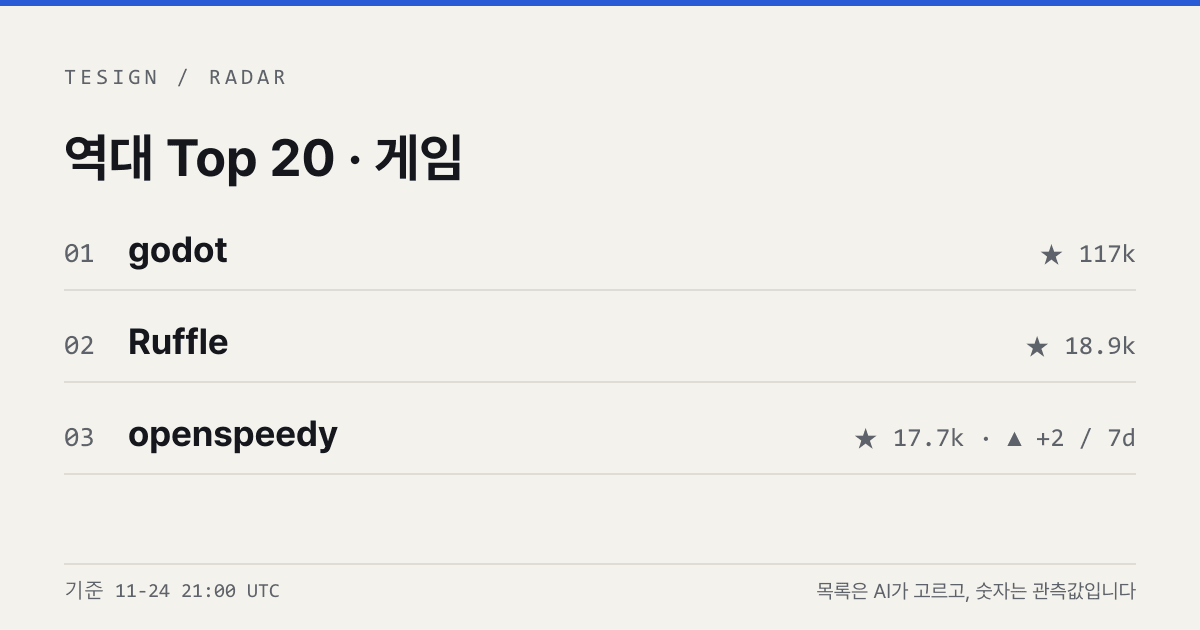 TESIGN / RADAR
역대 Top 20 · 게임
01 godot ★ 117k
02 Ruffle ★ 18.9k
03 openspeedy ★ 17.7k · ▲ +2 / 7d
기준 11-24 21:00 UTC
목록은 AI가 고르고, 숫자는 관측값입니다